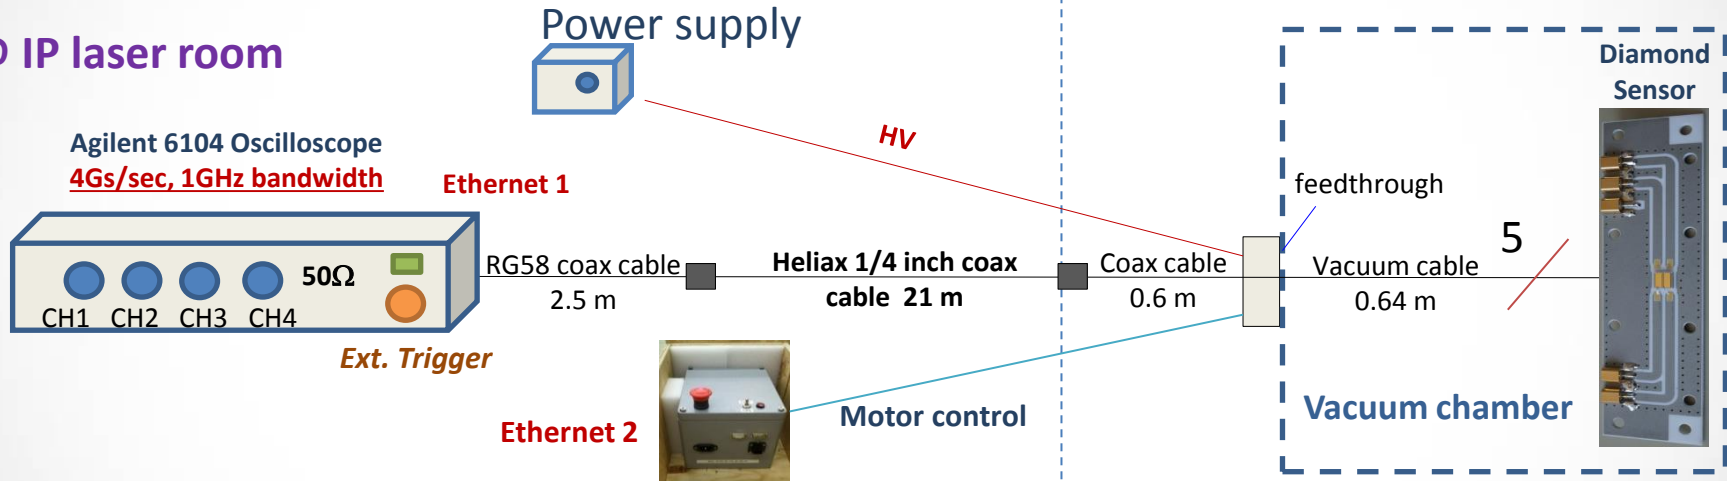 IP laser room
Power supply
Diamond
Sensor
Agilent 6104 Oscilloscope
4Gs/sec, 1GHz bandwidth
HV
Ethernet 1
feedthrough
5
RG58 coax cable
2.5 m
Heliax 1/4 inch coax
cable 21 m
Coax cable
0.6 m
Vacuum cable
0.64 m
50Ω
CH1 CH2 CH3 CH4
Ext. Trigger
Motor control
Vacuum chamber
Ethernet 2